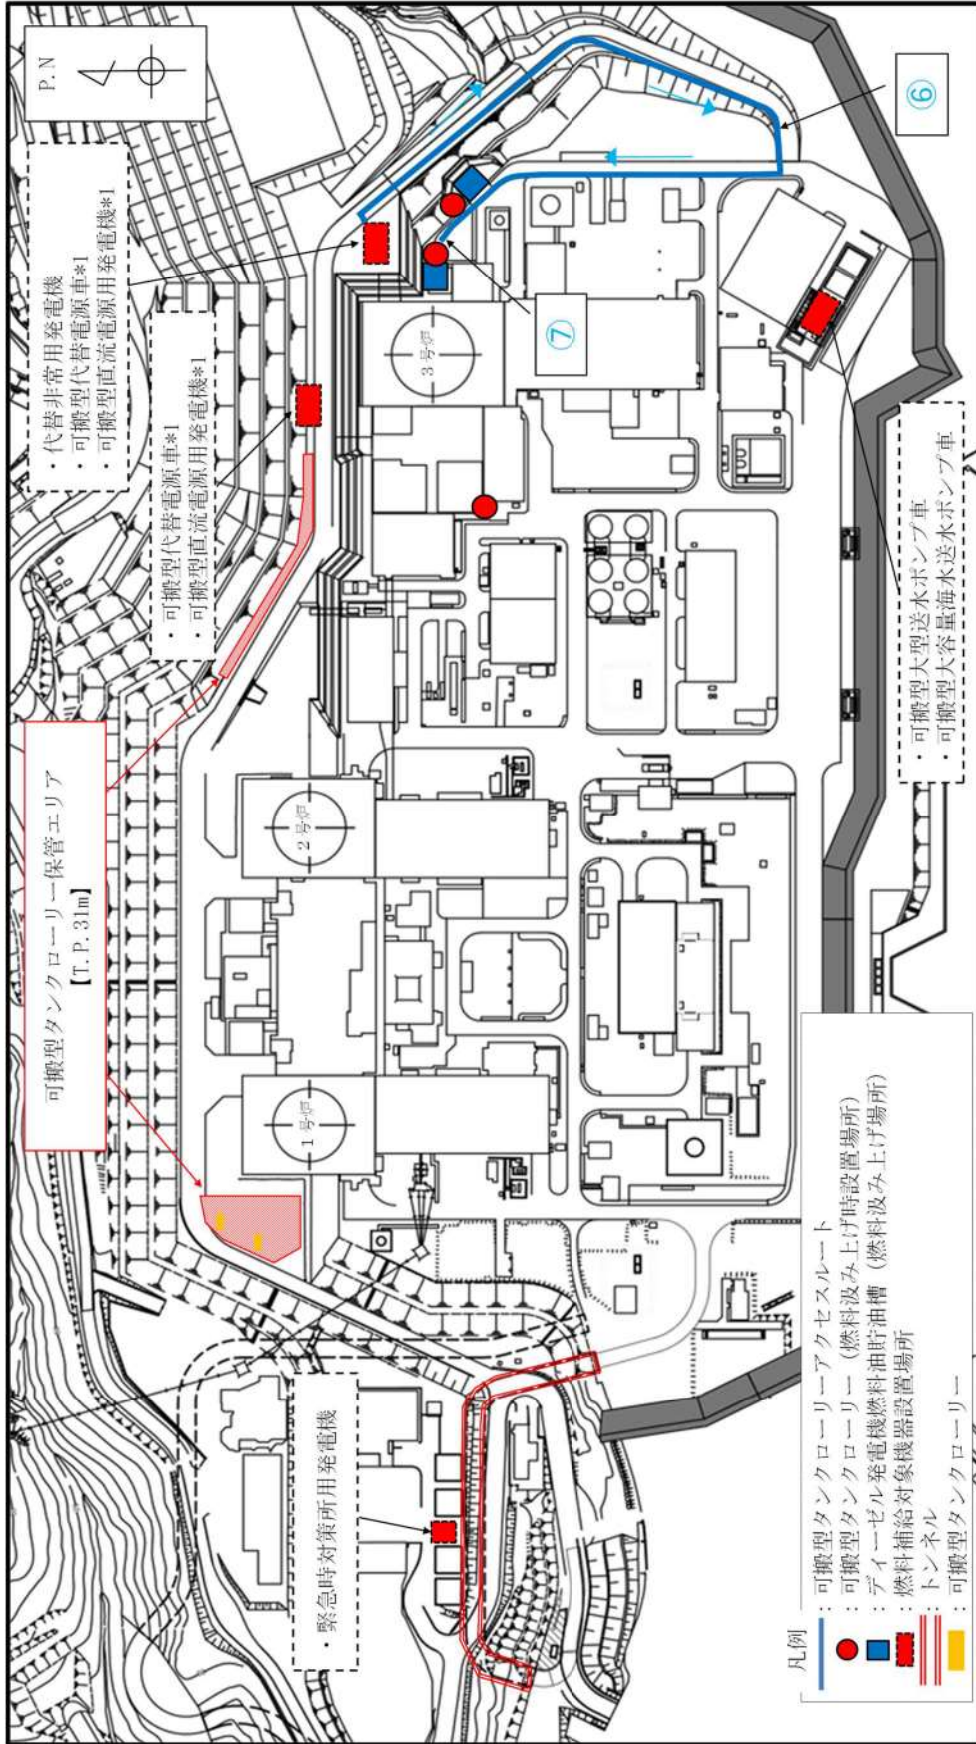 P.N
・代替非常用発電機
・可搬型代替電源車*1
・可搬型直流電源用発電機*1
・可搬型代替電源車*1
・可搬型直流電源用発電機*1
可搬型タンクローリー保管エリア
【T.P.31m】
・緊急時対策所用発電機
⑥
⑦
3号炉
2号炉
1号炉
・可搬型大型送水ポンプ車
・可搬型大容量海水送水ポンプ車
凡例
：可搬型タンクローリーアクセスルート
：可搬型タンクローリー（燃料汲み上げ時設置場所）
：ディーゼル発電機燃料油貯油槽（燃料汲み上げ場所）
：燃料補給対象機器設置場所
：トンネル
：可搬型タンクローリー